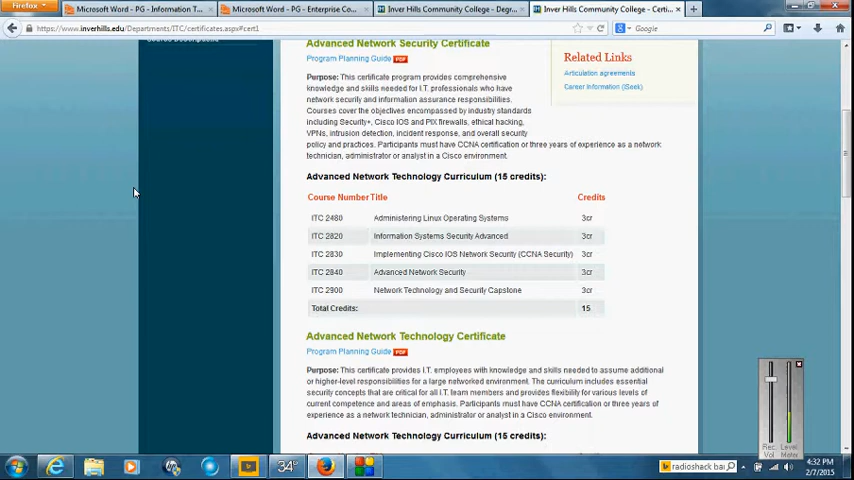 Firefox
Microsoft Word - PG - Information T...
Microsoft Word - PG - Enterprise Co...
Inver Hills Community College - Degr...
Inver Hills Community College - Certi...
https://www.inverhills.edu/Departments/ITC/certificates.aspx#cert1
Google
Advanced Network Security Certificate
Program Planning Guide PDF
Purpose: This certificate program provides comprehensive
knowledge and skills needed for I.T. professionals who have
network security and information assurance responsibilities.
Courses cover the objectives encompassed by industry standards
including Security+, Cisco IOS and PIX firewalls, ethical hacking,
VPNs, intrusion detection, incident response, and overall security
policy and practices. Participants must have CCNA certification or three years of experience as a network
technician, administrator or analyst in a Cisco environment.
Related Links
Articulation agreements
Career Information (iSeek)
Advanced Network Technology Curriculum (15 credits):
Course Number Title Credits
ITC 2480 Administering Linux Operating Systems 3cr
ITC 2820 Information Systems Security Advanced 3cr
ITC 2830 Implementing Cisco IOS Network Security (CCNA Security) 3cr
ITC 2840 Advanced Network Security 3cr
ITC 2900 Network Technology and Security Capstone 3cr
Total Credits: 15
Advanced Network Technology Certificate
Program Planning Guide PDF
Purpose: This certificate provides I.T. employees with knowledge and skills needed to assume additional
or higher-level responsibilities for a large networked environment. The curriculum includes essential
security concepts that are critical for all I.T. team members and provides flexibility for various levels of
current competence and areas of emphasis. Participants must have CCNA certification or three years of
experience as a network technician, administrator or analyst in a Cisco environment.
Advanced Network Technology Curriculum (15 credits):
Rec. Vol
Level Meter
34°
radioshack ba
4:32 PM
2/7/2015